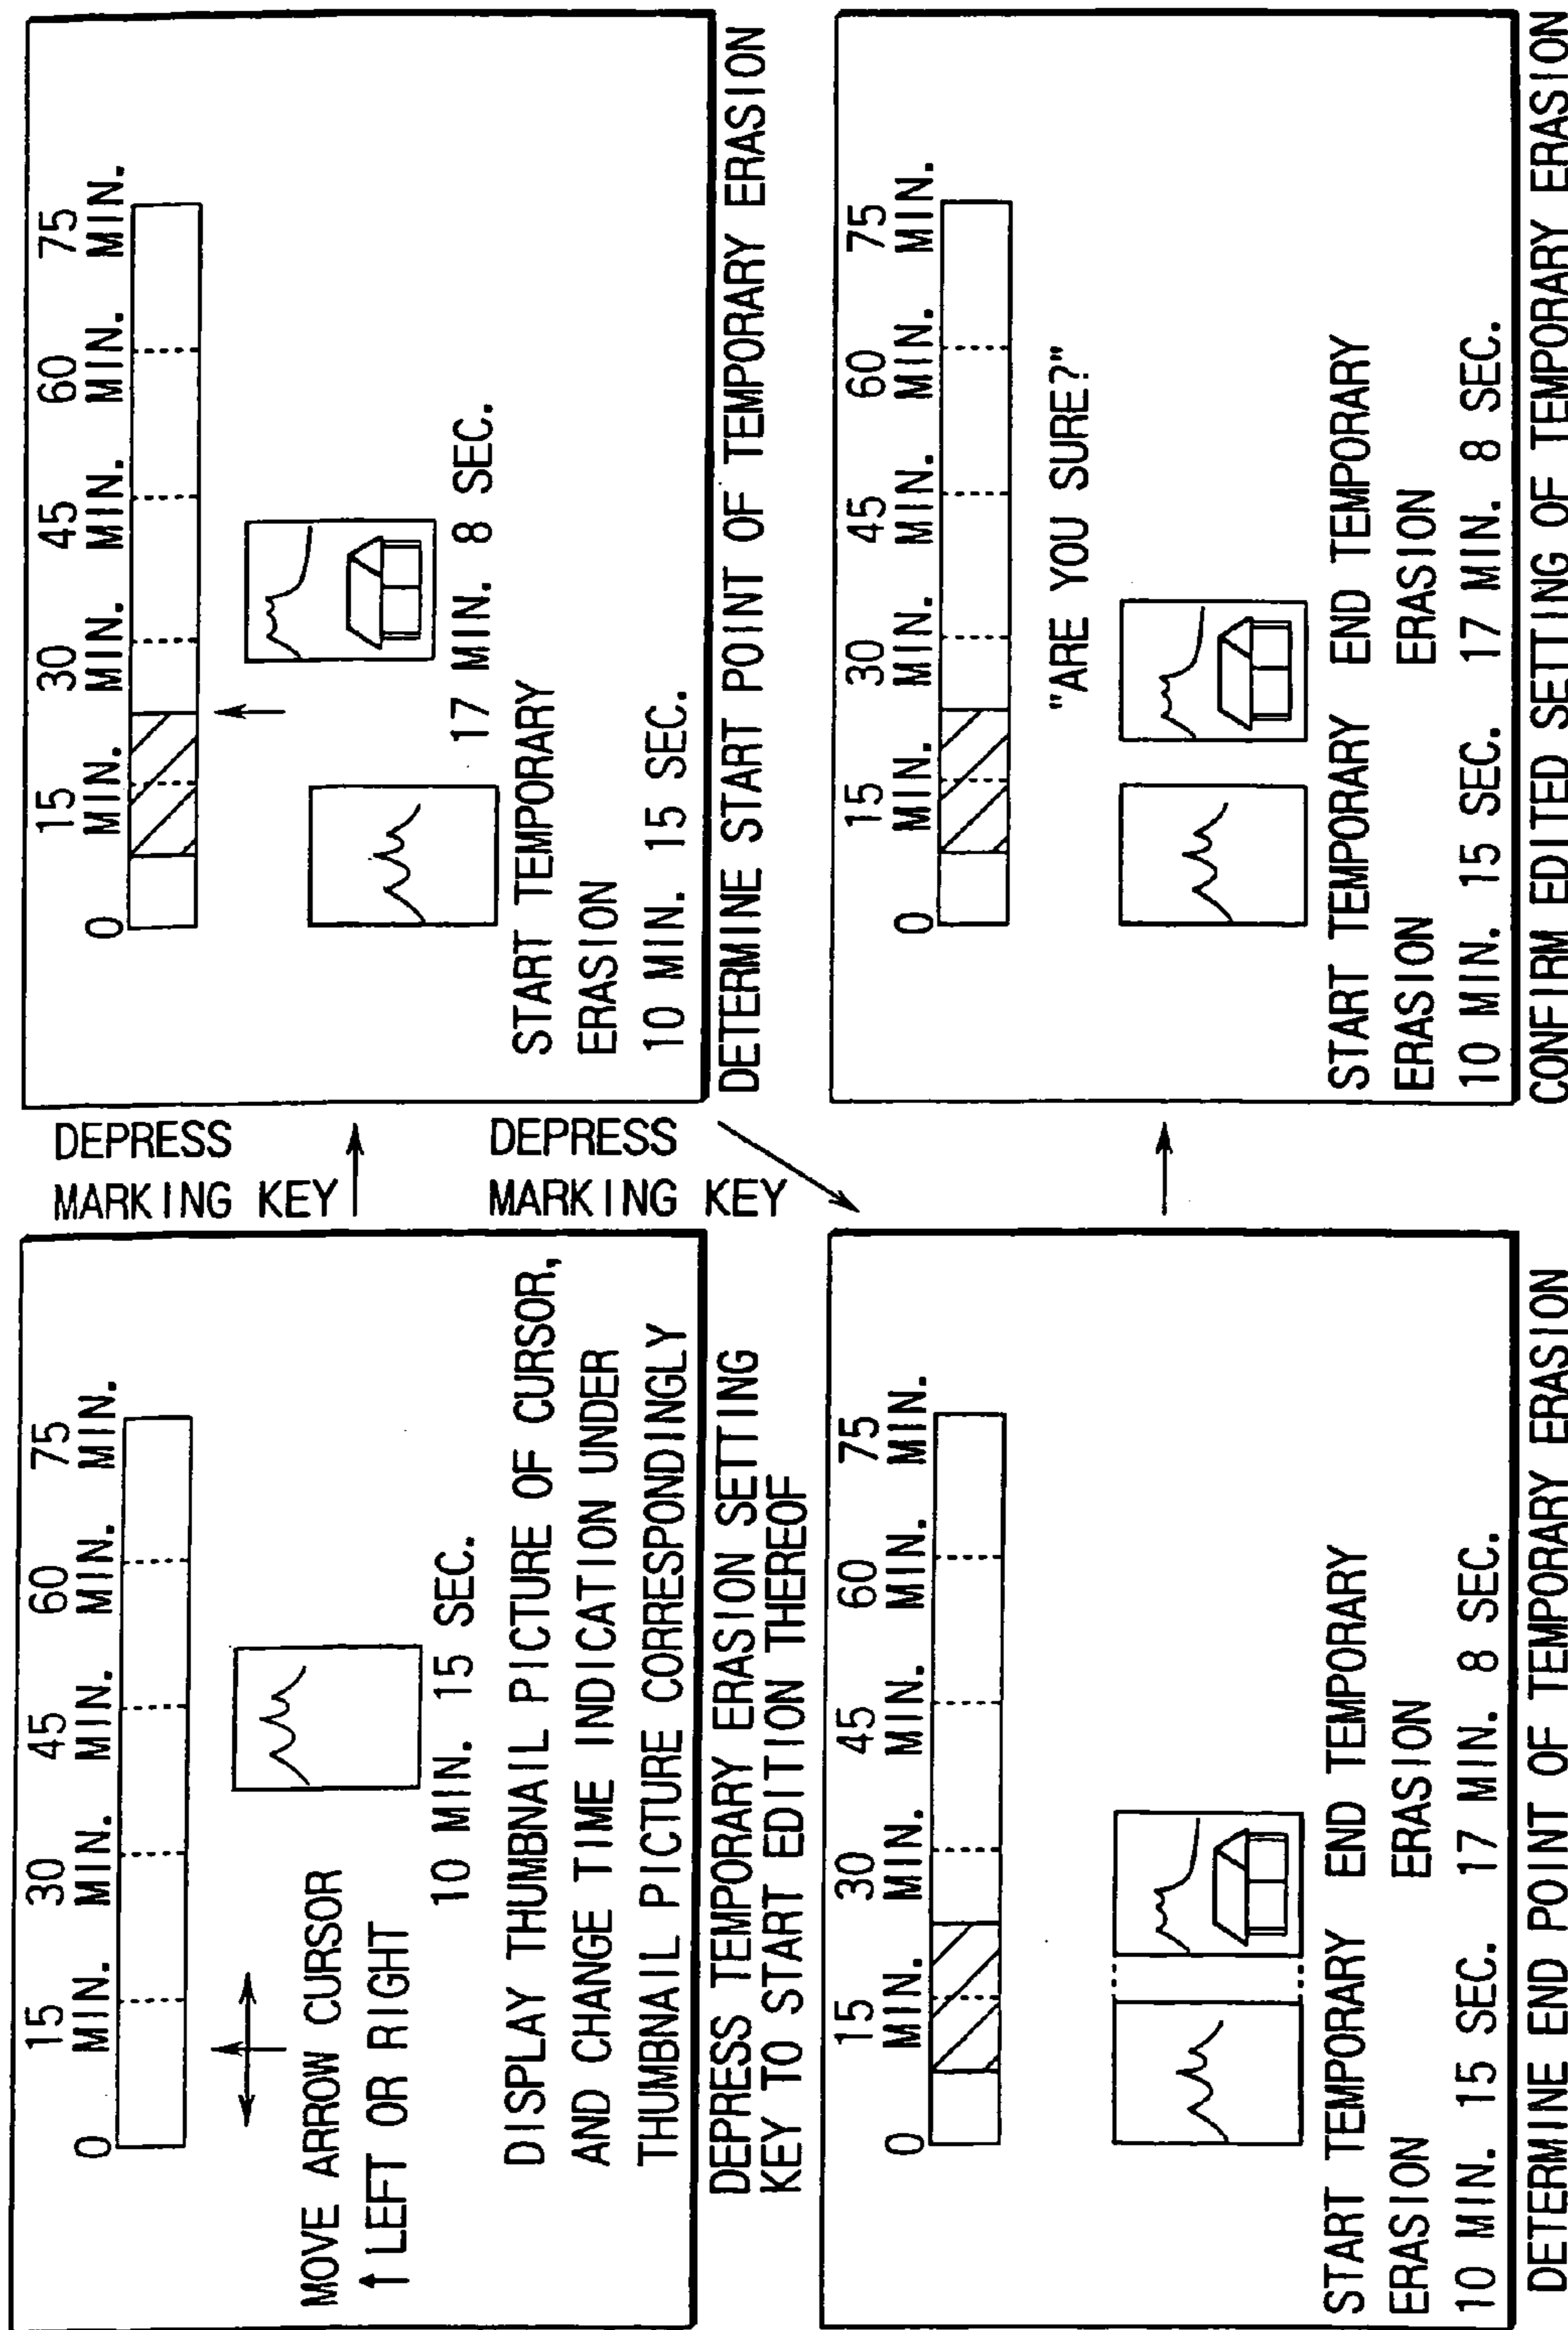 0
15 MIN.
30 MIN.
45 MIN.
60 MIN.
75 MIN.
MOVE ARROW CURSOR
↑LEFT OR RIGHT
10 MIN. 15 SEC.
DISPLAY THUMBNAIL PICTURE OF CURSOR,
AND CHANGE TIME INDICATION UNDER
THUMBNAIL PICTURE CORRESPONDINGLY
DEPRESS TEMPORARY ERASION SETTING
KEY TO START EDITION THEREOF
DEPRESS
MARKING KEY
0
15 MIN.
30 MIN.
45 MIN.
60 MIN.
75 MIN.
17 MIN. 8 SEC.
START TEMPORARY
ERASION
10 MIN. 15 SEC.
DETERMINE START POINT OF TEMPORARY ERASION
DEPRESS
MARKING KEY
0
15 MIN.
30 MIN.
45 MIN.
60 MIN.
75 MIN.
START TEMPORARY END TEMPORARY
ERASION ERASION
10 MIN. 15 SEC. 17 MIN. 8 SEC.
DETERMINE END POINT OF TEMPORARY ERASION
0
15 MIN.
30 MIN.
45 MIN.
60 MIN.
75 MIN.
"ARE YOU SURE?"
START TEMPORARY END TEMPORARY
ERASION ERASION
10 MIN. 15 SEC. 17 MIN. 8 SEC.
CONFIRM EDITED SETTING OF TEMPORARY ERASION